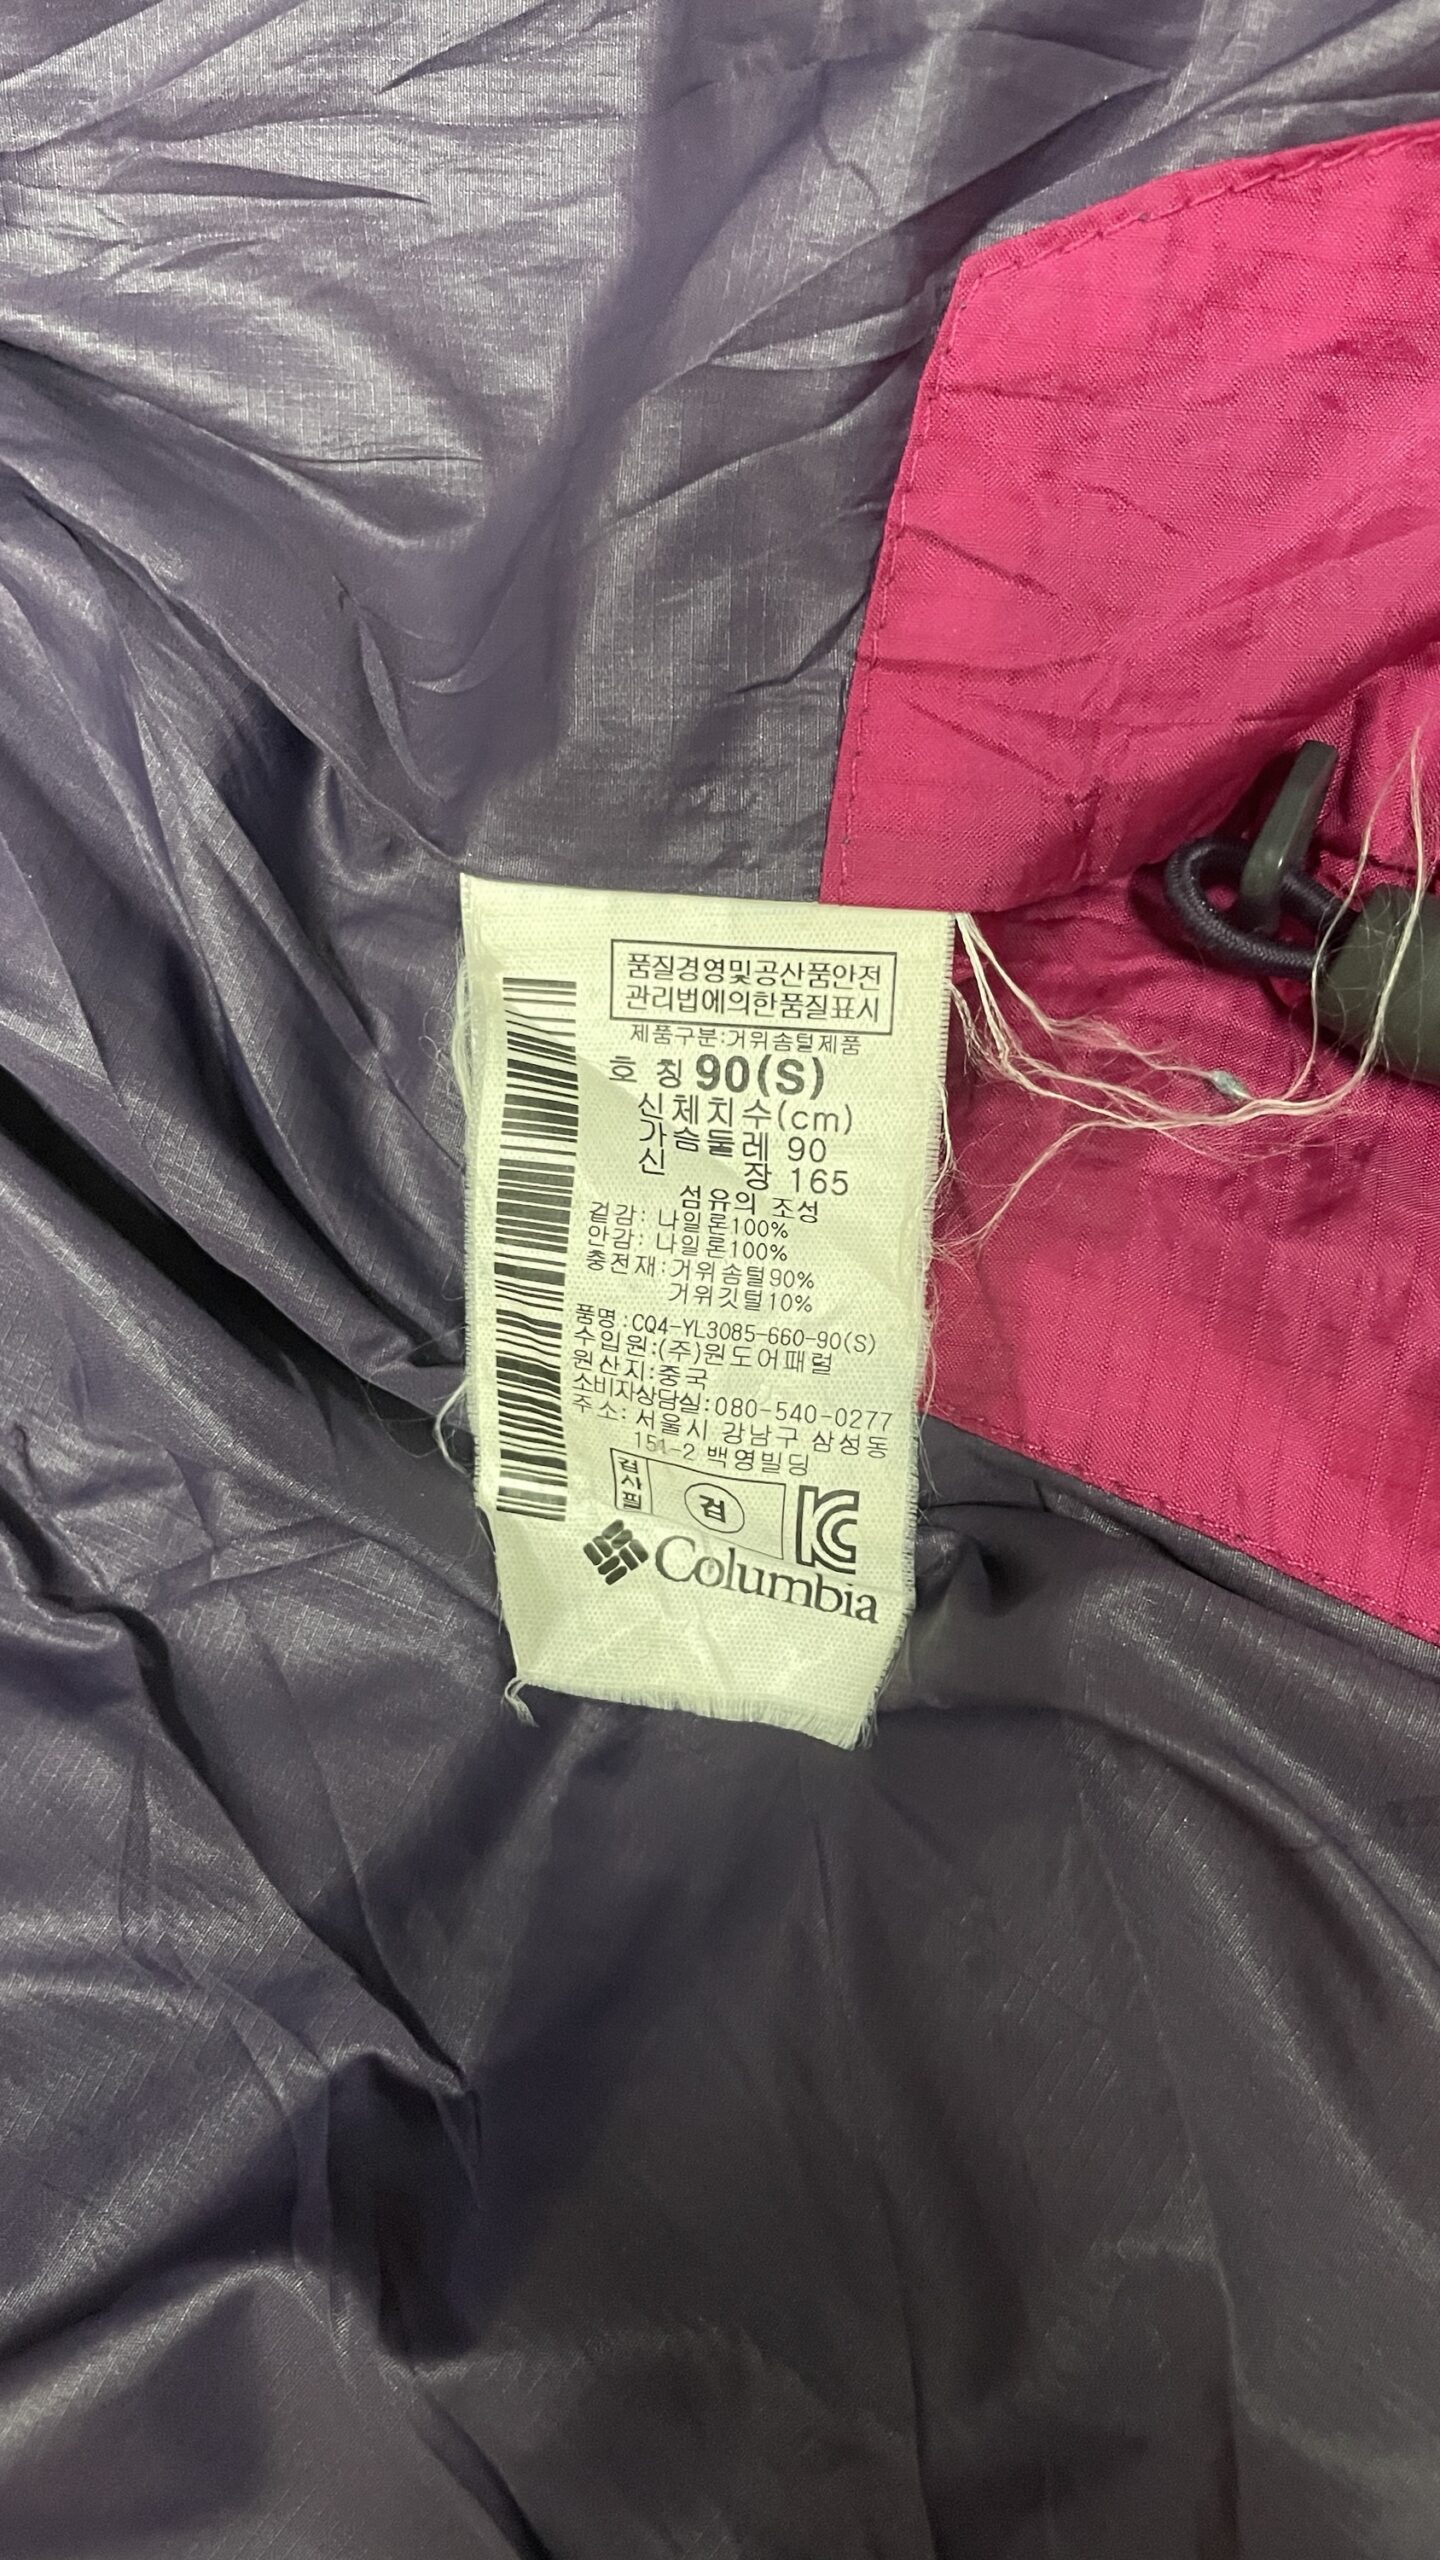 품질경영및공산품안전
관리법에의한품질표시
제품구분:거위솜털제품
호 칭 90(S)
신체치수(cm)
가슴둘레 90
신 장 165
섬유의 조성
겉감: 나일론100%
안감: 나일론100%
충전재: 거위솜털90%
거위깃털10%
품명: CQ4-YL3085-660-90(S)
수입원:(주)원도어패럴
원산지:중국
소비자상담실:080-540-0277
주소: 서울시 강남구 삼성동
151-2 백영빌딩
검사필 검
Columbia